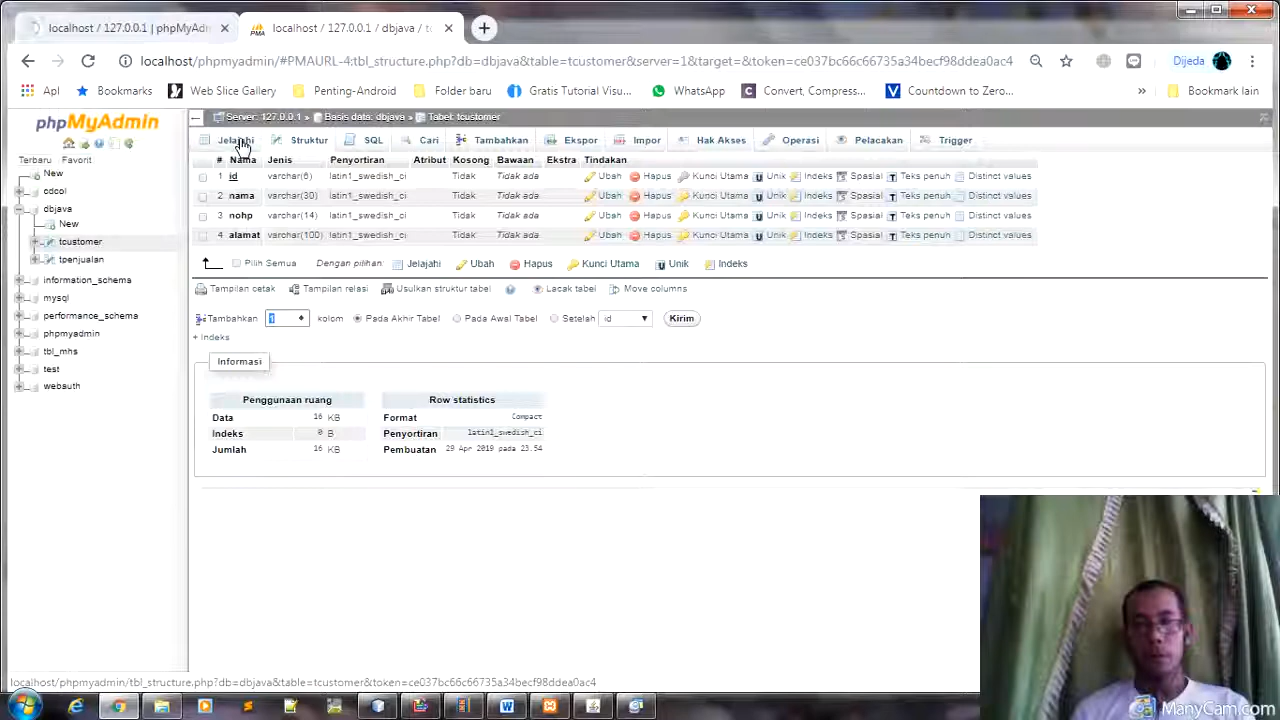 localhost / 127.0.0.1 | phpMyAdn
localhost / 127.0.0.1 / dbjava / t
localhost/phpmyadmin/#PMAURL-4:tbl_structure.php?db=dbjava&table=tcustomer&server=1&target=&token=ce037bc66c66735a34becf98ddea0ac4
Dijeda
Apl
Bookmarks
Web Slice Gallery
Penting-Android
Folder baru
Gratis Tutorial Visu...
WhatsApp
Convert, Compress...
Countdown to Zero...
»
Bookmark lain
phpMyAdmin
Server: 127.0.0.1 » Basis data: dbjava » Tabel: tcustomer
Jelajahi Struktur SQL Cari Tambahkan Ekspor Impor Hak Akses Operasi Pelacakan Trigger
Terbaru Favorit
New
cdcol
dbjava
New
tcustomer
tpenjualan
information_schema
mysql
performance_schema
phpmyadmin
tbl_mhs
test
webauth
# Nama Jenis Penyortiran Atribut Kosong Bawaan Ekstra Tindakan
1 id varchar(6) latin1_swedish_ci Tidak Tidak ada Ubah Hapus Kunci Utama Unik Indeks Spasial Teks penuh Distinct values
2 nama varchar(30) latin1_swedish_ci Tidak Tidak ada Ubah Hapus Kunci Utama Unik Indeks Spasial Teks penuh Distinct values
3 nohp varchar(14) latin1_swedish_ci Tidak Tidak ada Ubah Hapus Kunci Utama Unik Indeks Spasial Teks penuh Distinct values
4 alamat varchar(100) latin1_swedish_ci Tidak Tidak ada Ubah Hapus Kunci Utama Unik Indeks Spasial Teks penuh Distinct values
Pilih Semua Dengan pilihan: Jelajahi Ubah Hapus Kunci Utama Unik Indeks
Tampilan cetak Tampilan relasi Usulkan struktur tabel Lacak tabel Move columns
Tambahkan 1 kolom Pada Akhir Tabel Pada Awal Tabel Setelah id Kirim
+ Indeks
Informasi
Penggunaan ruang
Data 16 KB
Indeks 0 B
Jumlah 16 KB
Row statistics
Format Compact
Penyortiran latin1_swedish_ci
Pembuatan 29 Apr 2019 pada 23.54
localhost/phpmyadmin/tbl_structure.php?db=dbjava&table=tcustomer&token=ce037bc66c66735a34becf98ddea0ac4
ManyCam.com